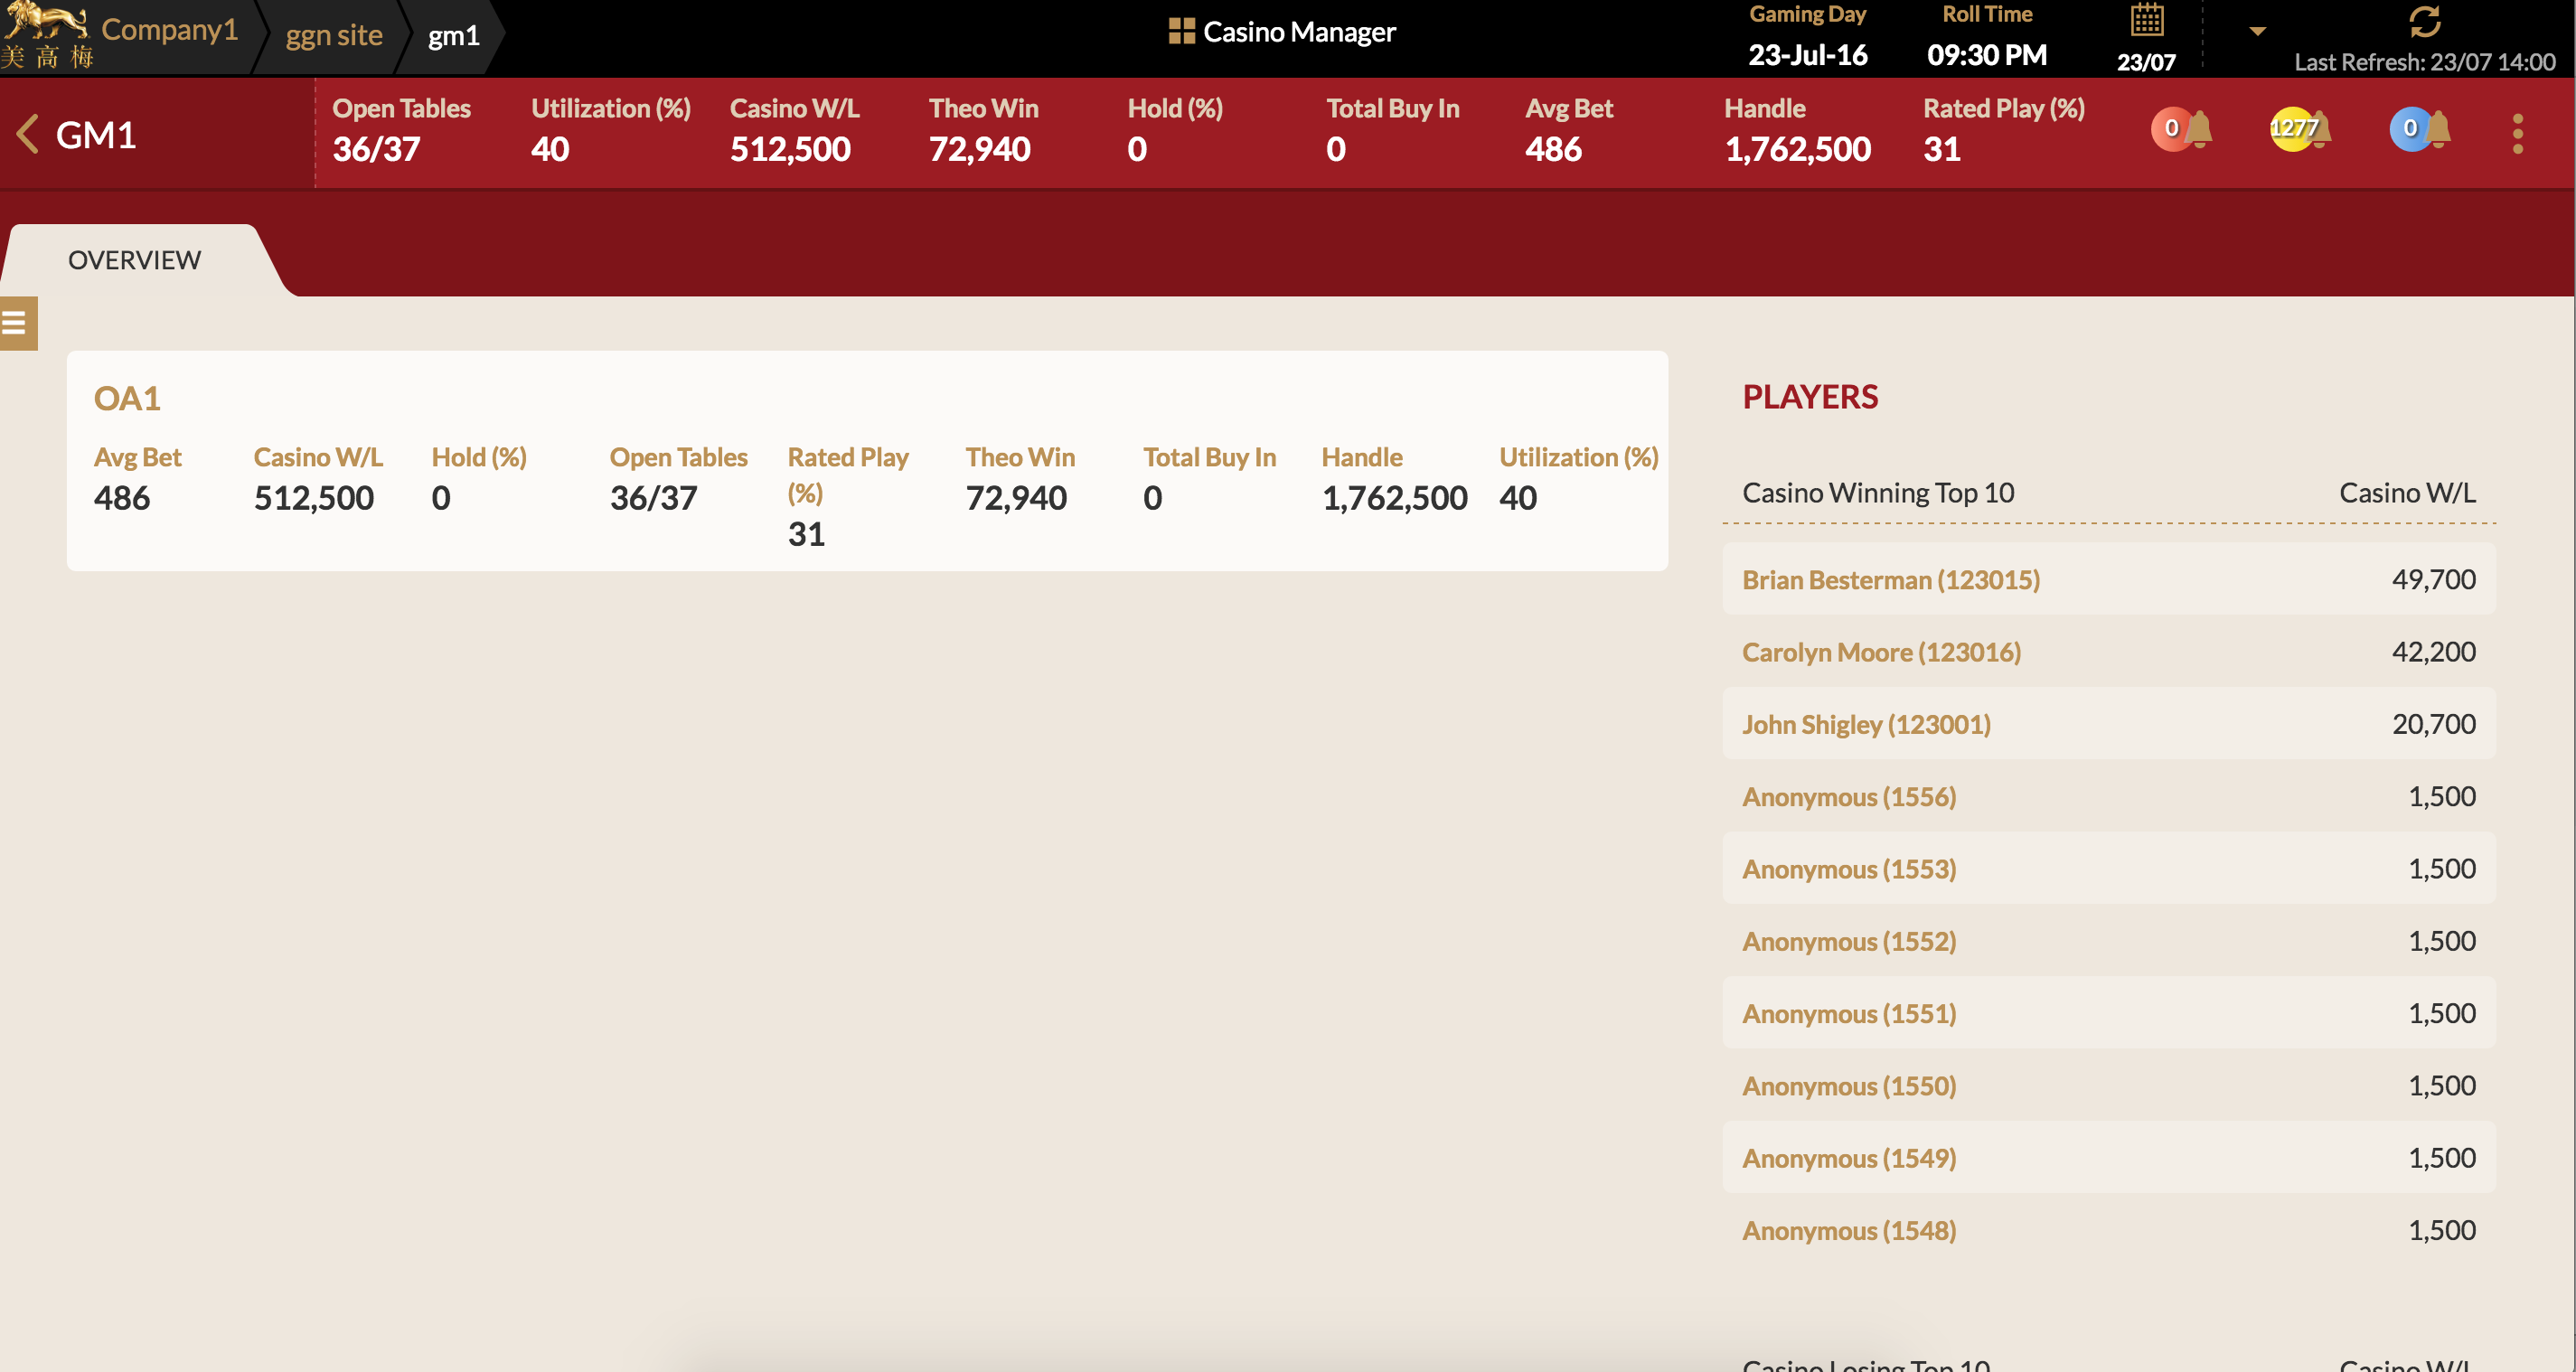 Company1
美高梅
ggn site
gm1
Casino Manager
Gaming Day
23-Jul-16
Roll Time
09:30 PM
23/07
Last Refresh: 23/07 14:00
GM1
Open Tables
36/37
Utilization (%)
40
Casino W/L
512,500
Theo Win
72,940
Hold (%)
0
Total Buy In
0
Avg Bet
486
Handle
1,762,500
Rated Play (%)
31
0
1277
0
OVERVIEW
OA1
Avg Bet
486
Casino W/L
512,500
Hold (%)
0
Open Tables
36/37
Rated Play
(%)
31
Theo Win
72,940
Total Buy In
0
Handle
1,762,500
Utilization (%)
40
PLAYERS
Casino Winning Top 10 Casino W/L
Brian Besterman (123015) 49,700
Carolyn Moore (123016) 42,200
John Shigley (123001) 20,700
Anonymous (1556) 1,500
Anonymous (1553) 1,500
Anonymous (1552) 1,500
Anonymous (1551) 1,500
Anonymous (1550) 1,500
Anonymous (1549) 1,500
Anonymous (1548) 1,500
Casino Losing Top 10 Casino W/L